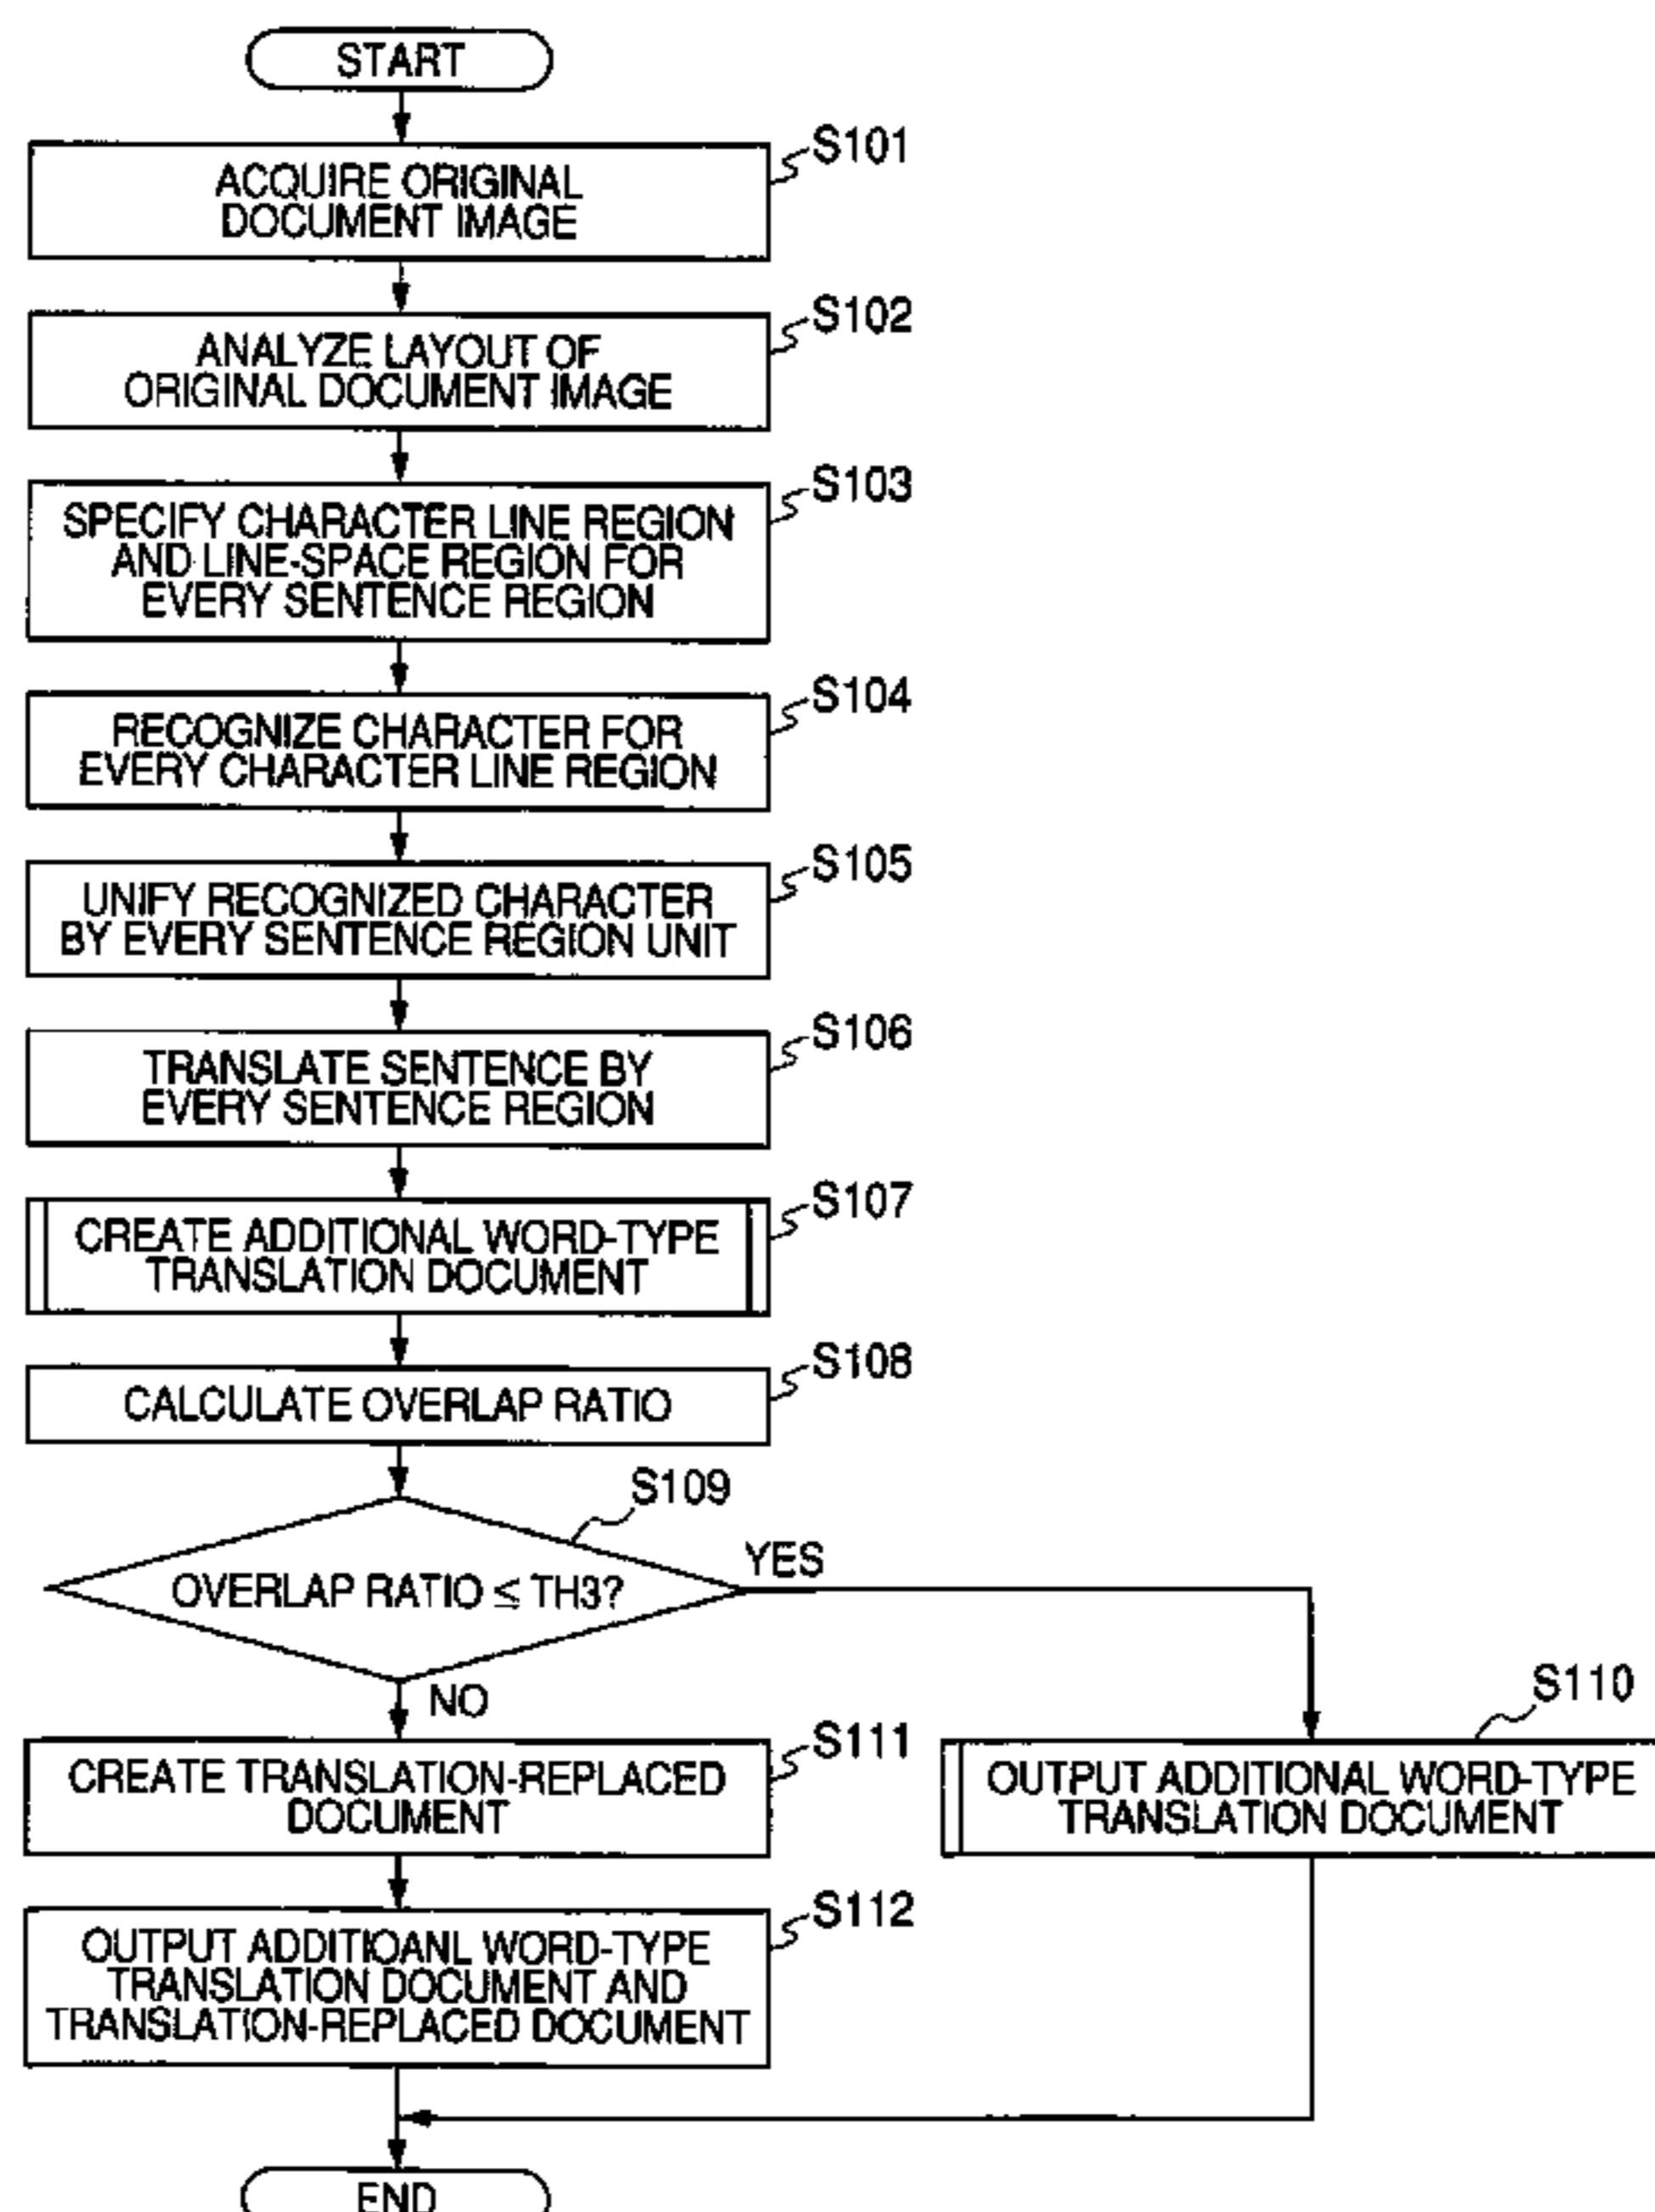 START
S101
ACQUIRE ORIGINAL
DOCUMENT IMAGE
S102
ANALYZE LAYOUT OF
ORIGINAL DOCUMENT IMAGE
S103
SPECIFY CHARACTER LINE REGION
AND LINE-SPACE REGION FOR
EVERY SENTENCE REGION
S104
RECOGNIZE CHARACTER FOR
EVERY CHARACTER LINE REGION
S105
UNIFY RECOGNIZED CHARACTER
BY EVERY SENTENCE REGION UNIT
S106
TRANSLATE SENTENCE BY
EVERY SENTENCE REGION
S107
CREATE ADDITIONAL WORD-TYPE
TRANSLATION DOCUMENT
S108
CALCULATE OVERLAP RATIO
S109
OVERLAP RATIO ≦ TH3?
YES
NO
S110
OUTPUT ADDITIONAL WORD-TYPE
TRANSLATION DOCUMENT
S111
CREATE TRANSLATION-REPLACED
DOCUMENT
S112
OUTPUT ADDITIOANL WORD-TYPE
TRANSLATION DOCUMENT AND
TRANSLATION-REPLACED DOCUMENT
END